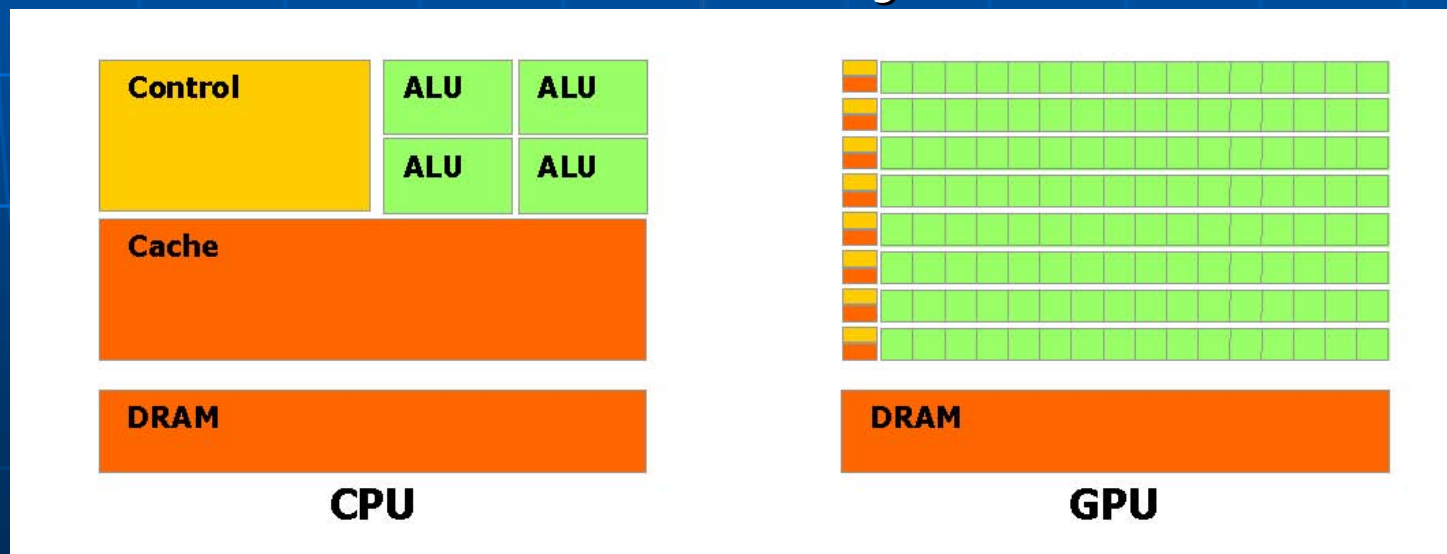 Control
ALU ALU
ALU ALU
Cache
DRAM
CPU
DRAM
GPU